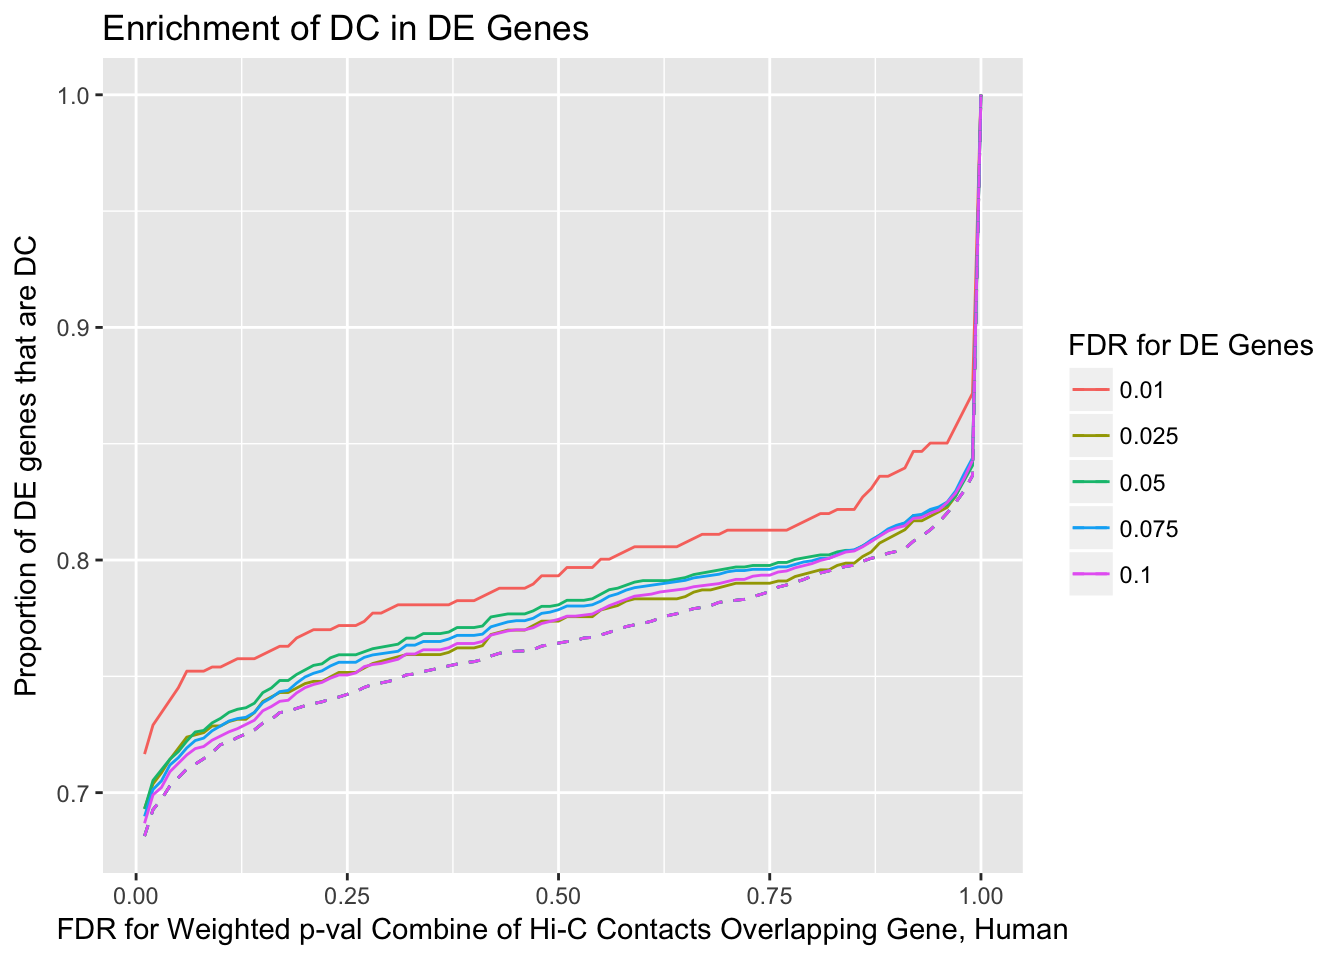 Enrichment of DC in DE Genes
Proportion of DE genes that are DC
1.0
0.9
0.8
0.7
0.00 0.25 0.50 0.75 1.00
FDR for Weighted p-val Combine of Hi-C Contacts Overlapping Gene, Human
FDR for DE Genes
0.01
0.025
0.05
0.075
0.1